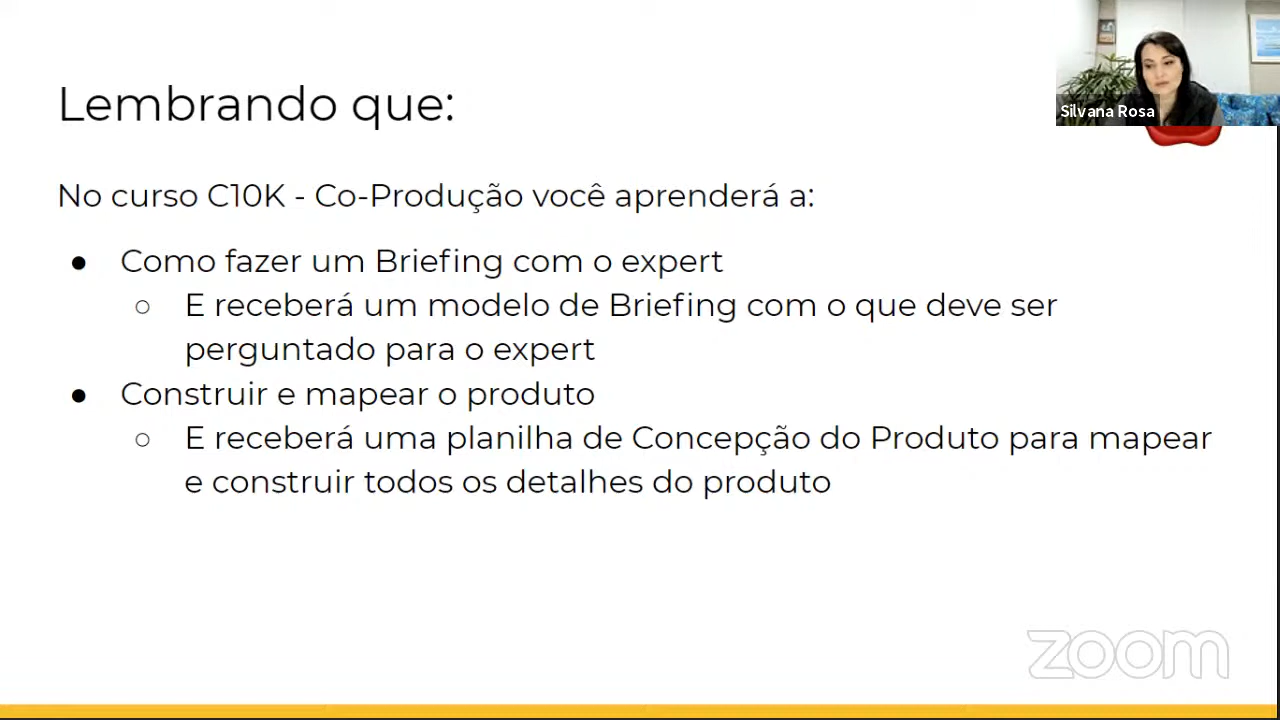 Lembrando que:
Silvana Rosa
No curso C10K - Co-Produção você aprenderá a:
● Como fazer um Briefing com o expert
○ E receberá um modelo de Briefing com o que deve ser
perguntado para o expert
● Construir e mapear o produto
○ E receberá uma planilha de Concepção do Produto para mapear
e construir todos os detalhes do produto
zoom